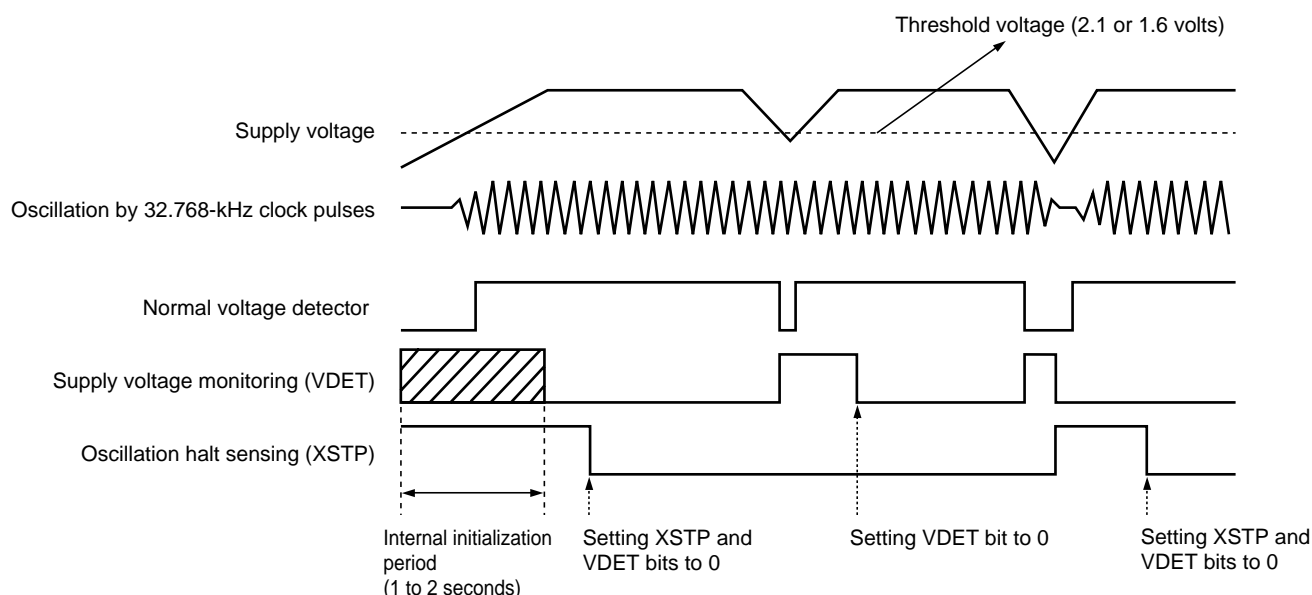 Threshold voltage (2.1 or 1.6 volts)
Supply voltage
Oscillation by 32.768-kHz clock pulses
Normal voltage detector
Supply voltage monitoring (VDET)
Oscillation halt sensing (XSTP)
Internal initialization
period
(1 to 2 seconds)
Setting XSTP and
VDET bits to 0
Setting VDET bit to 0
Setting XSTP and
VDET bits to 0